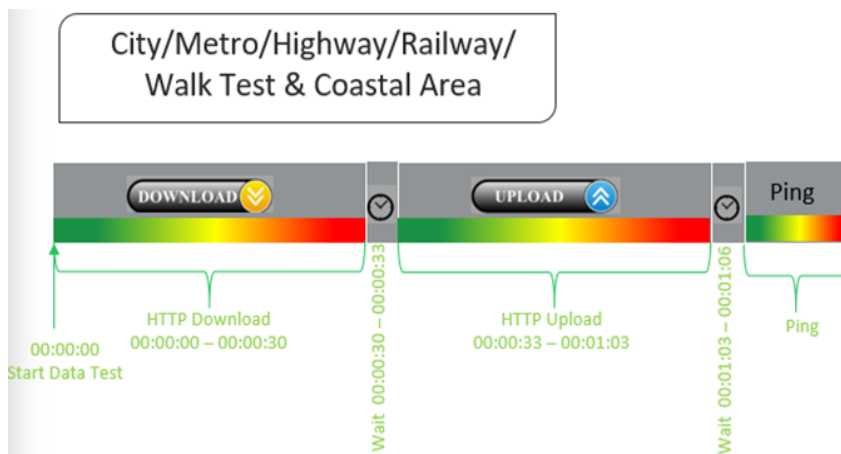 City/Metro/Highway/Railway/
Walk Test & Coastal Area
DOWNLOAD
UPLOAD
Ping
HTTP Download
00:00:00 – 00:00:30
Wait 00:00:30 – 00:00:33
HTTP Upload
00:00:33 – 00:01:03
Wait 00:01:03 – 00:01:06
Ping
00:00:00
Start Data Test